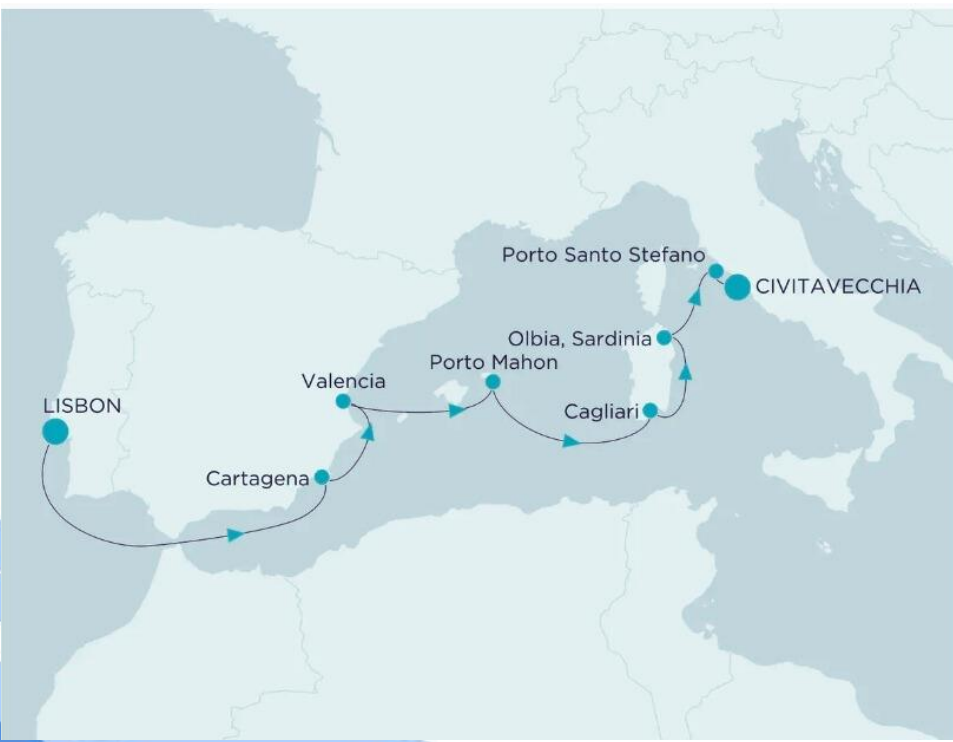 Porto Santo Stefano
CIVITAVECCHIA
Olbia, Sardinia
Porto Mahon
Valencia
LISBON
Cagliari
Cartagena